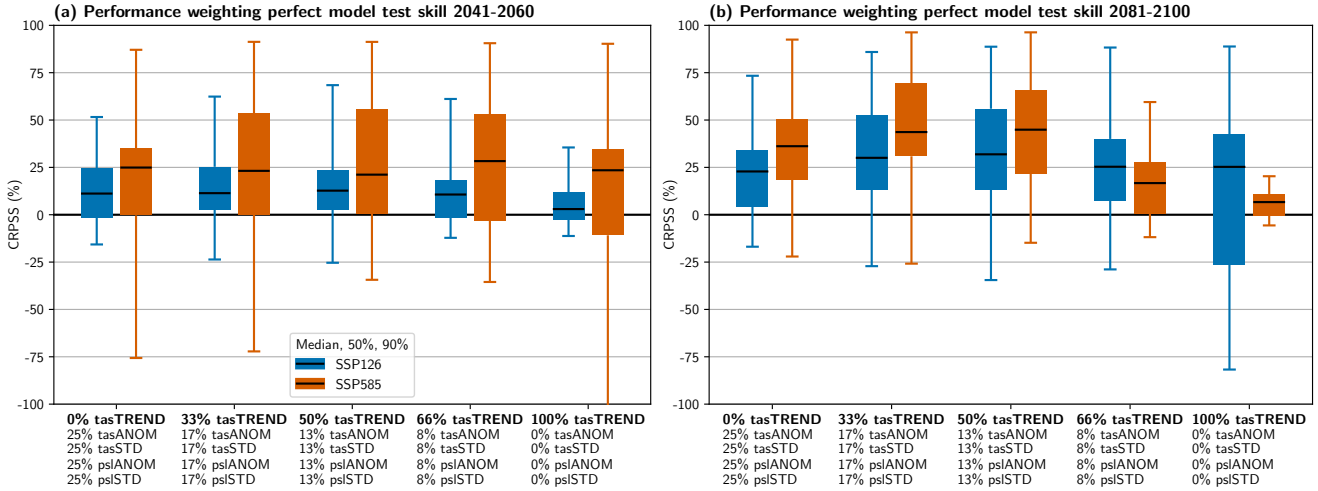 (a) Performance weighting perfect model test skill 2041-2060
100
75
50
25
0
-25
-50
-75
-100
CRPSS (%)
Median, 50%, 90%
SSP126
SSP585
0% tasTREND 33% tasTREND 50% tasTREND 66% tasTREND 100% tasTREND
25% tasANOM 17% tasANOM 13% tasANOM 8% tasANOM 0% tasANOM
25% tasSTD 17% tasSTD 13% tasSTD 8% tasSTD 0% tasSTD
25% pslANOM 17% pslANOM 13% pslANOM 8% pslANOM 0% pslANOM
25% pslSTD 17% pslSTD 13% pslSTD 8% pslSTD 0% pslSTD
(b) Performance weighting perfect model test skill 2081-2100
100
75
50
25
0
-25
-50
-75
-100
CRPSS (%)
0% tasTREND 33% tasTREND 50% tasTREND 66% tasTREND 100% tasTREND
25% tasANOM 17% tasANOM 13% tasANOM 8% tasANOM 0% tasANOM
25% tasSTD 17% tasSTD 13% tasSTD 8% tasSTD 0% tasSTD
25% pslANOM 17% pslANOM 13% pslANOM 8% pslANOM 0% pslANOM
25% pslSTD 17% pslSTD 13% pslSTD 8% pslSTD 0% pslSTD